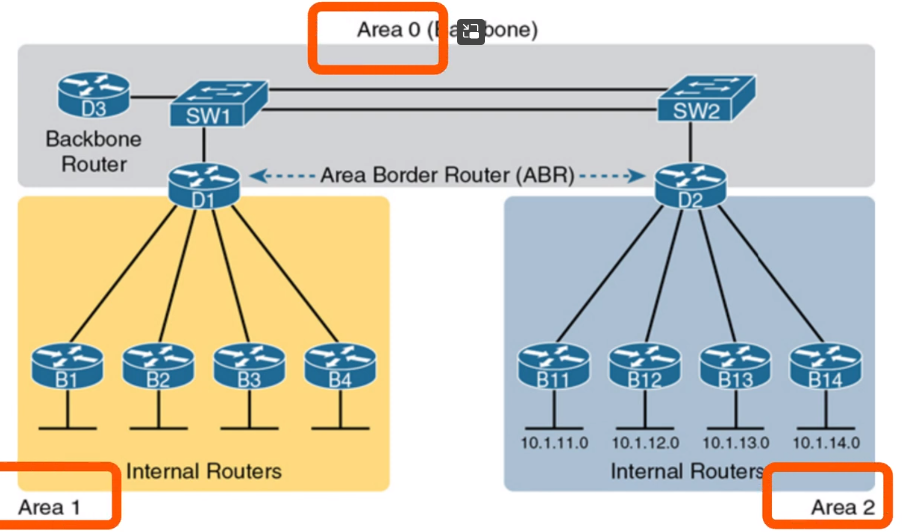 Area 0 (Backbone)
D3
SW1
SW2
Backbone
Router
Area Border Router (ABR)
D1
D2
B1 B2 B3 B4
B11 B12 B13 B14
10.1.11.0 10.1.12.0 10.1.13.0 10.1.14.0
Internal Routers
Internal Routers
Area 1
Area 2